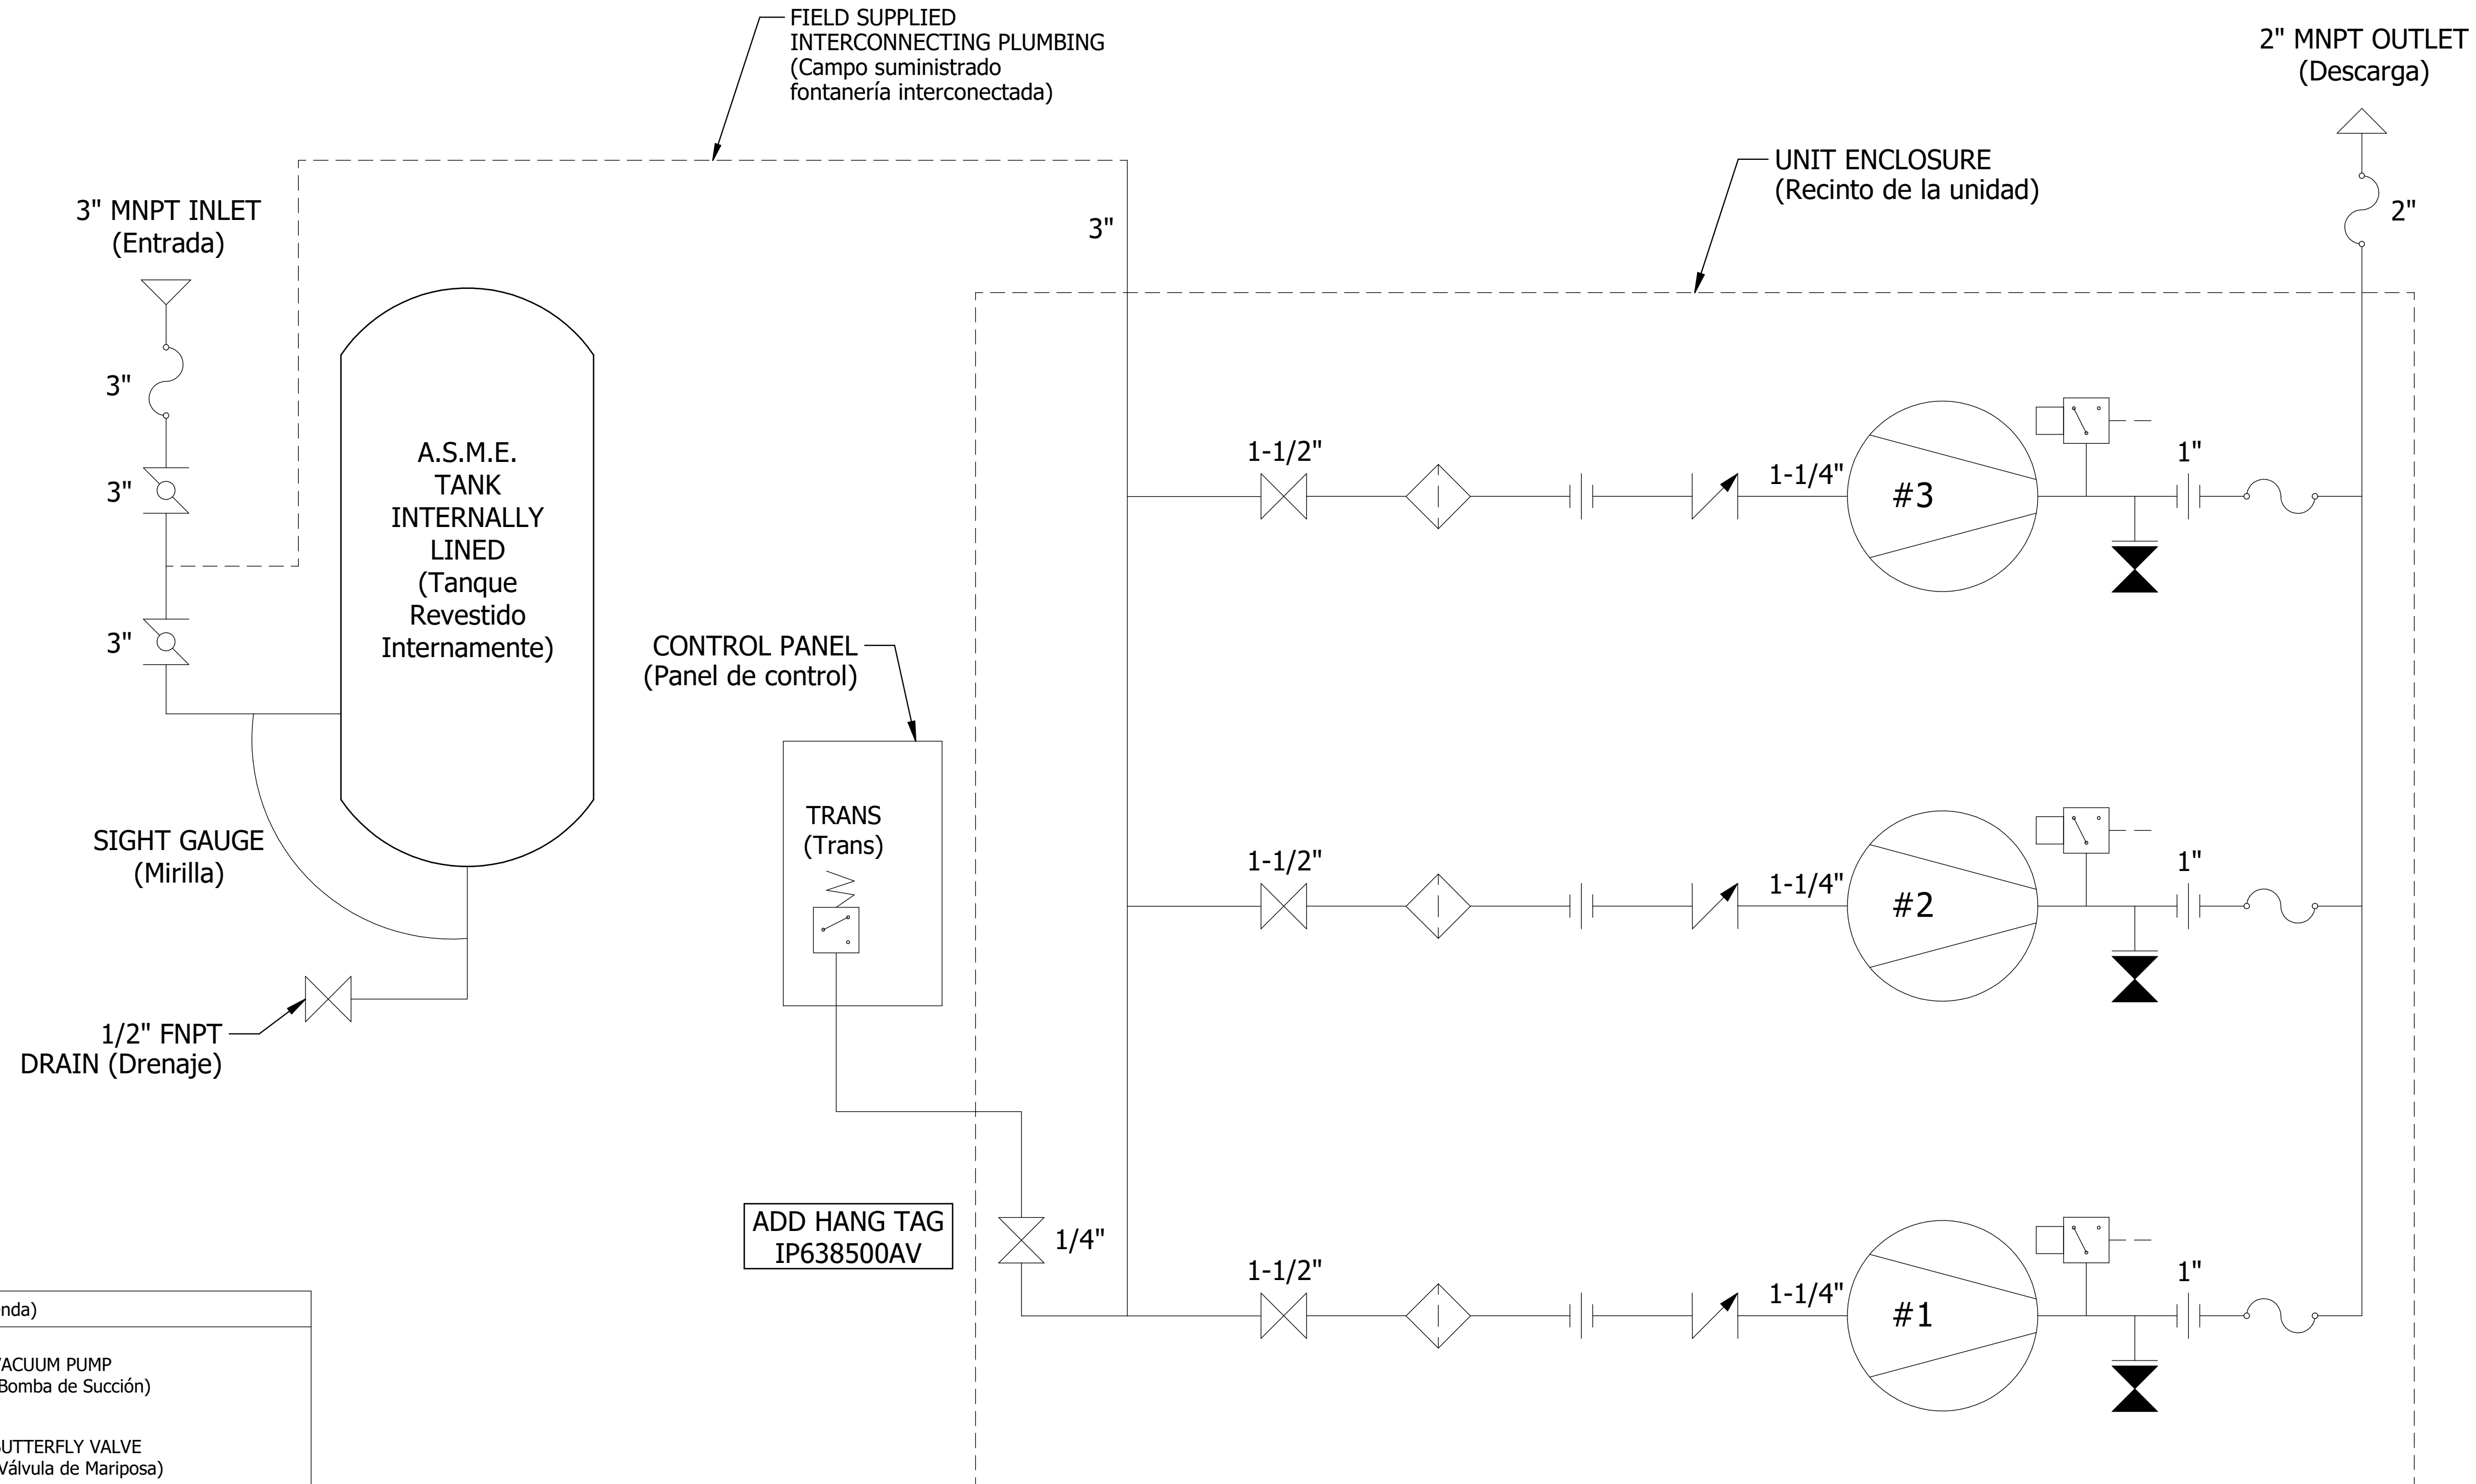 FIELD SUPPLIED
INTERCONNECTING PLUMBING
(Campo suministrado
fontanería interconectada)
2" MNPT OUTLET
(Descarga)
2"
UNIT ENCLOSURE
(Recinto de la unidad)
3" MNPT INLET
(Entrada)
3"
3"
3"
3"
A.S.M.E.
TANK
INTERNALLY
LINED
(Tanque
Revestido
Internamente)
SIGHT GAUGE
(Mirilla)
1/2" FNPT
DRAIN (Drenaje)
CONTROL PANEL
(Panel de control)
TRANS
(Trans)
ADD HANG TAG
IP638500AV
1/4"
1-1/2"
1-1/4"
#3
1"
1-1/2"
1-1/4"
#2
1"
1-1/2"
1-1/4"
#1
1"
VACUUM PUMP
(Bomba de Succión)
BUTTERFLY VALVE
(Válvula de Mariposa)